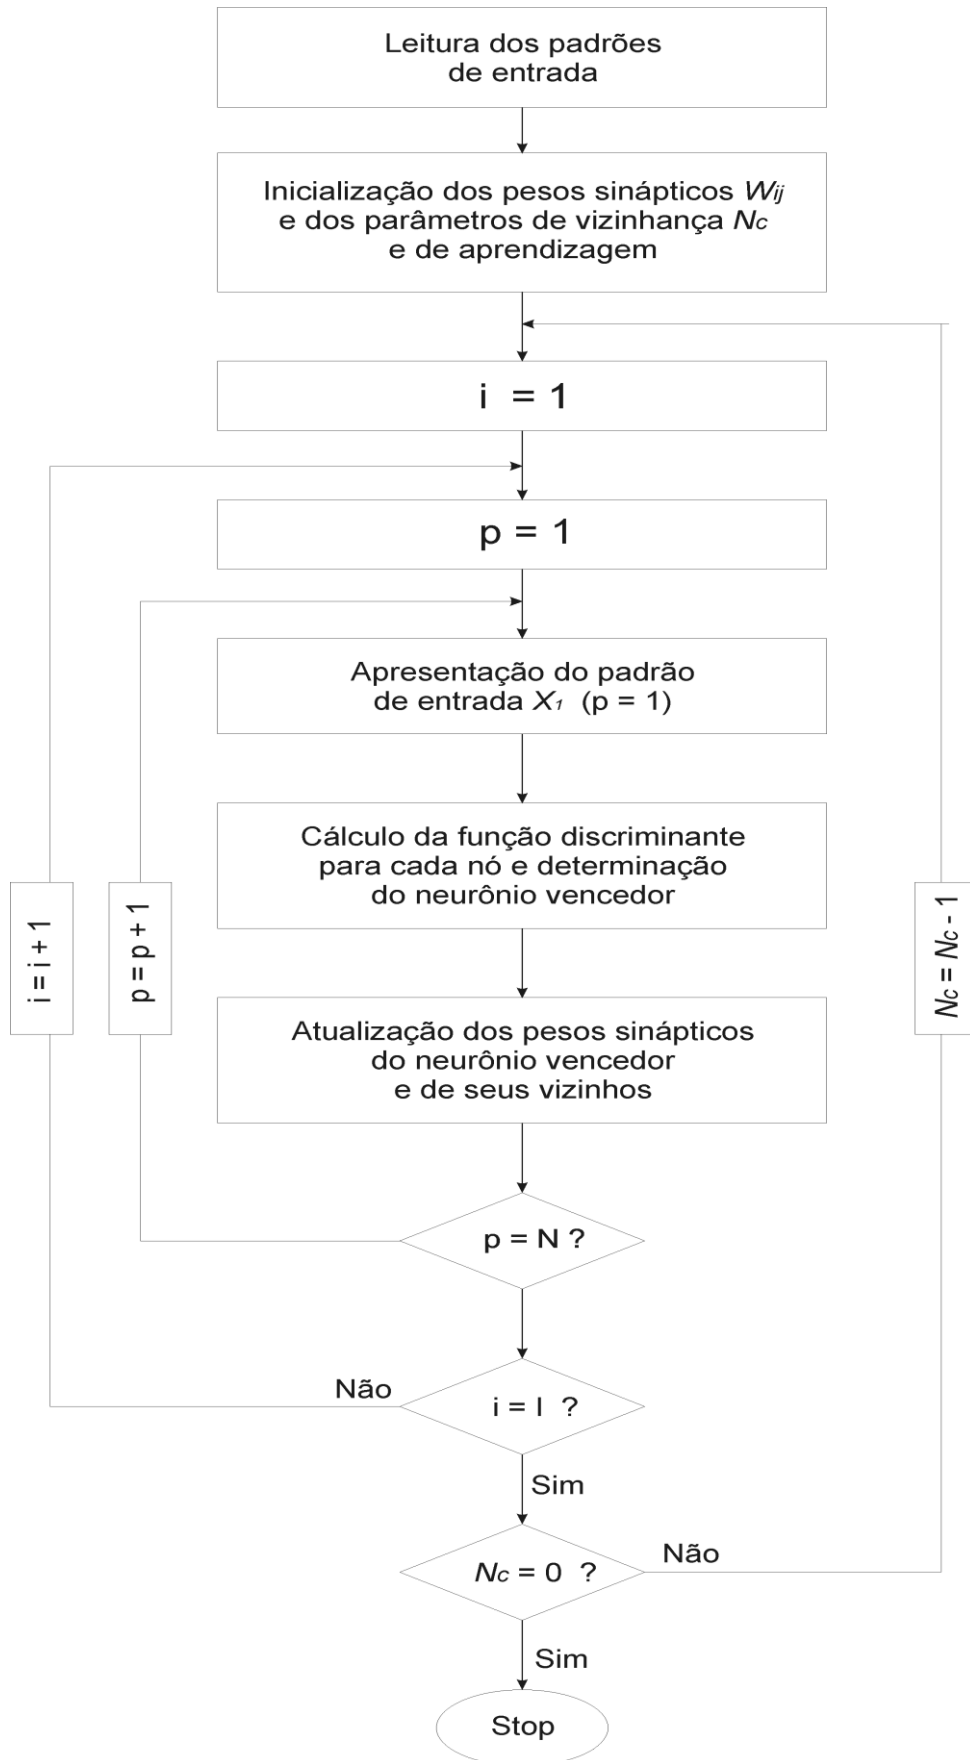 Leitura dos padrões
de entrada
Inicialização dos pesos sinápticos Wij
e dos parâmetros de vizinhança Nc
e de aprendizagem
i = 1
p = 1
Apresentação do padrão
de entrada X1 (p = 1)
Cálculo da função discriminante
para cada nó e determinação
do neurônio vencedor
i = i + 1
p = p + 1
Nc = Nc - 1
Atualização dos pesos sinápticos
do neurônio vencedor
e de seus vizinhos
p = N ?
Não
i = I ?
Sim
Nc = 0 ?
Não
Sim
Stop